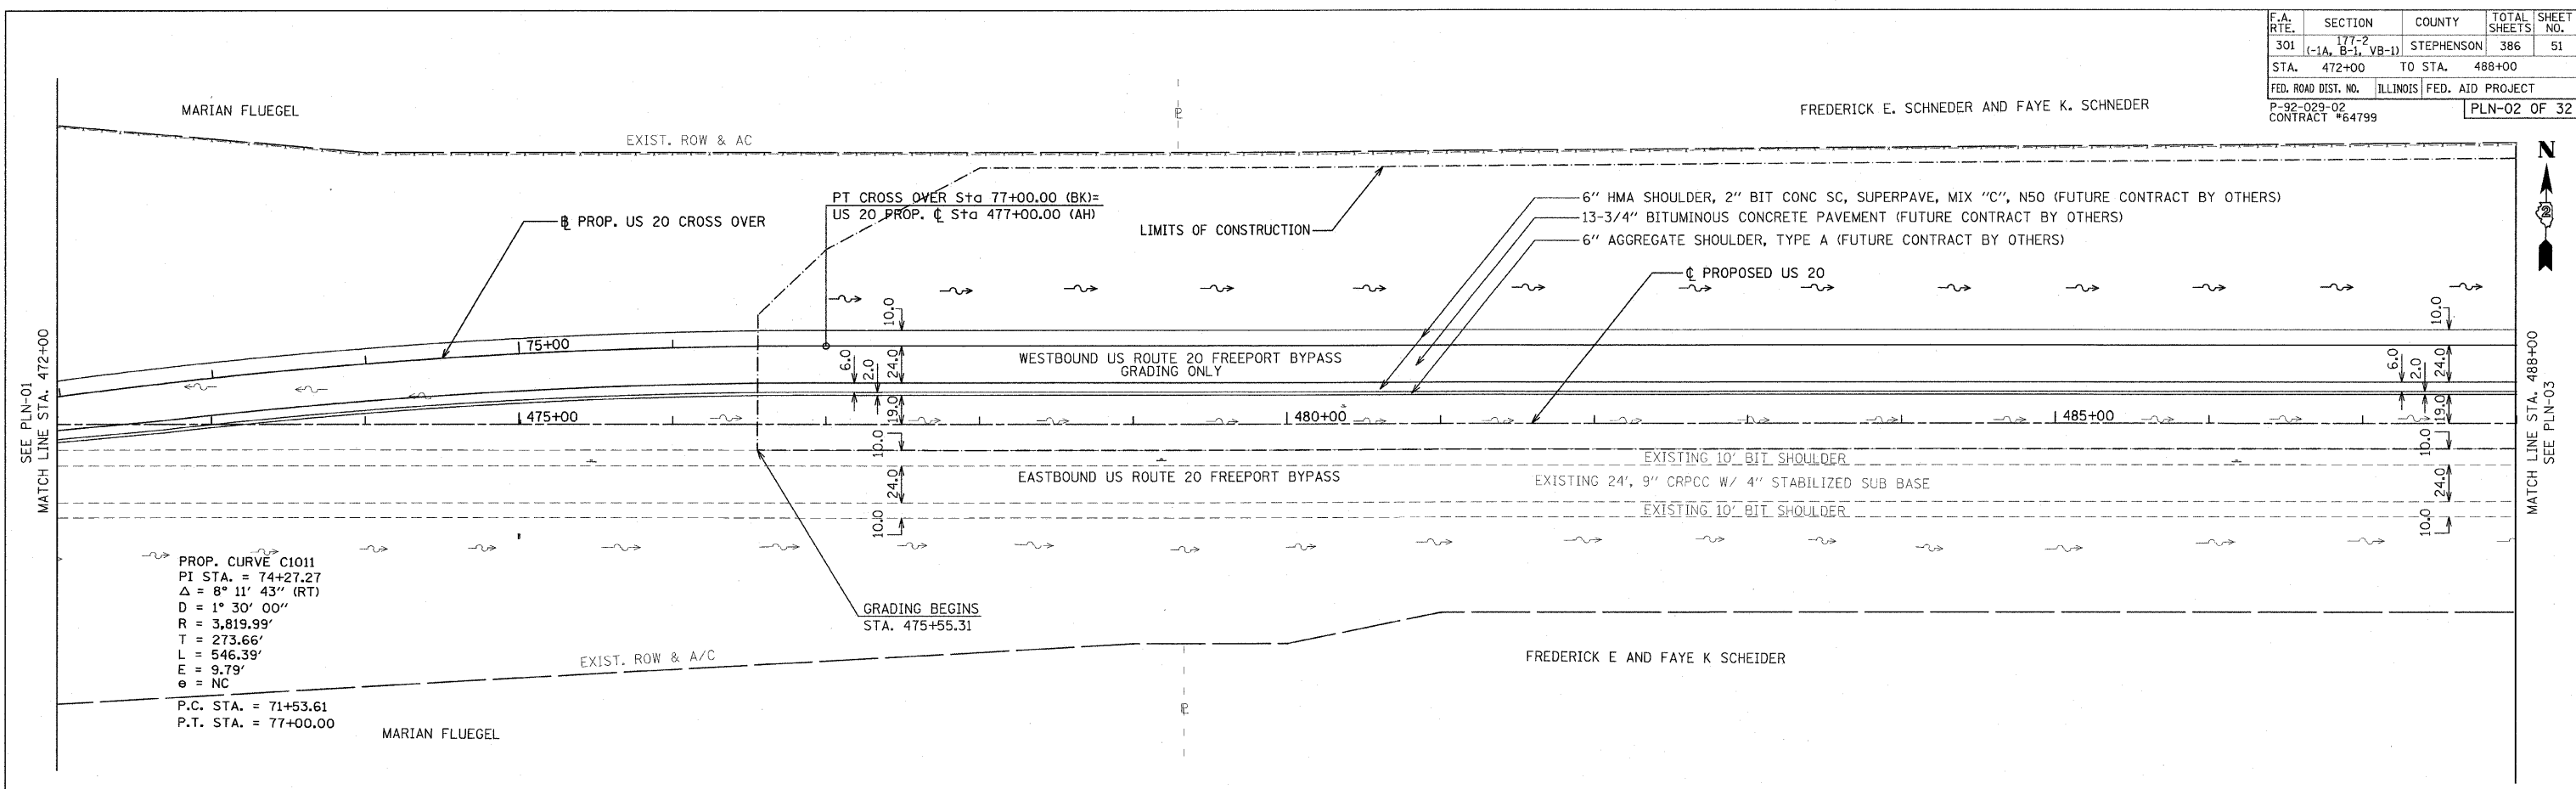 F.A. RTE. SECTION COUNTY TOTAL SHEETS SHEET NO.
301 177-2 (-1A, B-1, VB-1) STEPHENSON 386 51
STA. 472+00 TO STA. 488+00
FED. ROAD DIST. NO. ILLINOIS FED. AID PROJECT
P-92-029-02
CONTRACT #64799
PLN-02 OF 32
MARIAN FLUEGEL
FREDERICK E. SCHNEDER AND FAYE K. SCHNEDER
EXIST. ROW & AC
N
2
PT CROSS OVER Sta 77+00.00 (BK)=
US 20 PROP. ℄ Sta 477+00.00 (AH)
PROP. US 20 CROSS OVER
LIMITS OF CONSTRUCTION
6" HMA SHOULDER, 2" BIT CONC SC, SUPERPAVE, MIX "C", N50 (FUTURE CONTRACT BY OTHERS)
13-3/4" BITUMINOUS CONCRETE PAVEMENT (FUTURE CONTRACT BY OTHERS)
6" AGGREGATE SHOULDER, TYPE A (FUTURE CONTRACT BY OTHERS)
℄ PROPOSED US 20
SEE PLN-01
MATCH LINE STA. 472+00
75+00
10.0
6.0
2.0
24.0
19.0
10.0
24.0
10.0
WESTBOUND US ROUTE 20 FREEPORT BYPASS
GRADING ONLY
475+00
480+00
485+00
10.0
6.0
2.0
24.0
19.0
10.0
24.0
10.0
MATCH LINE STA. 488+00
SEE PLN-03
EXISTING 10' BIT SHOULDER
EASTBOUND US ROUTE 20 FREEPORT BYPASS
EXISTING 24', 9" CRPCC W/ 4" STABILIZED SUB BASE
EXISTING 10' BIT SHOULDER
PROP. CURVE C1011
PI STA. = 74+27.27
Δ = 8° 11' 43" (RT)
D = 1° 30' 00"
R = 3,819.99'
T = 273.66'
L = 546.39'
E = 9.79'
e = NC
P.C. STA. = 71+53.61
P.T. STA. = 77+00.00
GRADING BEGINS
STA. 475+55.31
EXIST. ROW & A/C
FREDERICK E AND FAYE K SCHEIDER
MARIAN FLUEGEL